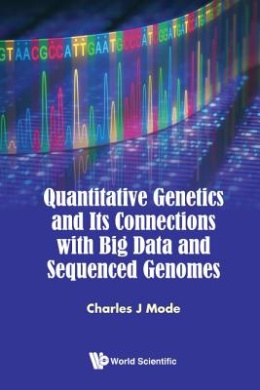 Quantitative Genetics
and Its Connections
with Big Data and
Sequenced Genomes
Charles J Mode
World Scientific